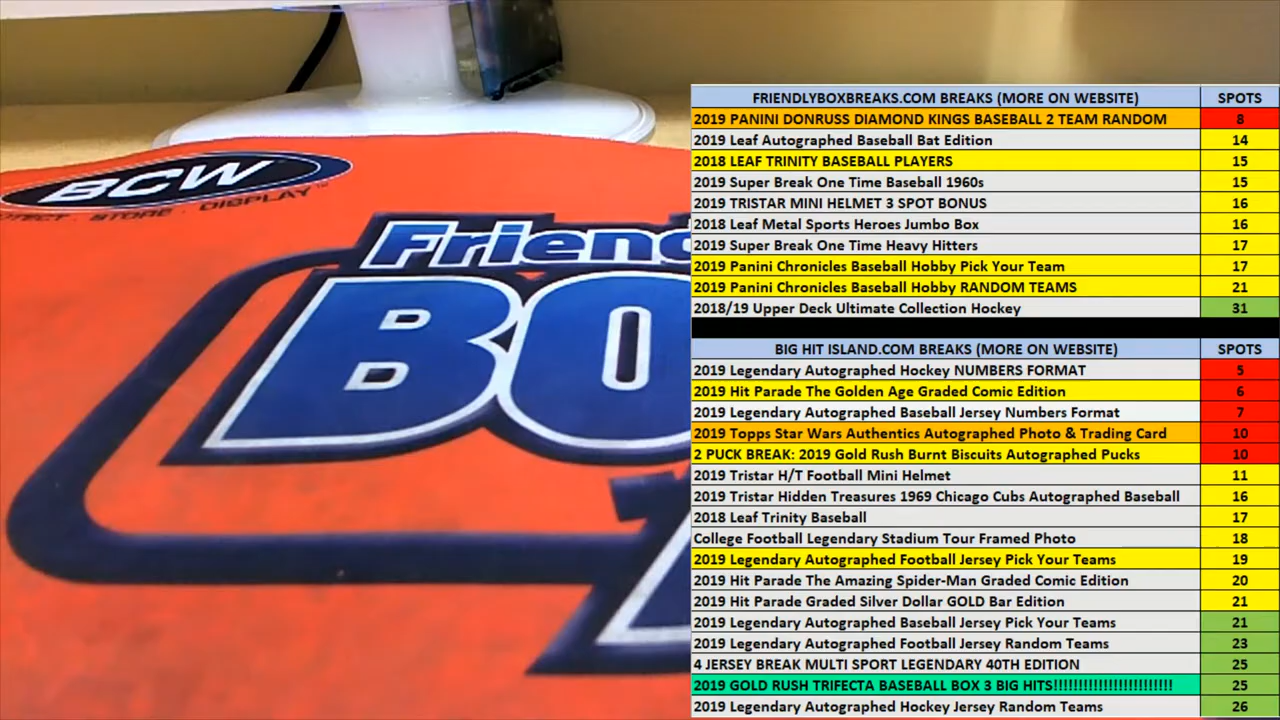 BCW
STORE · DISPLAY™
Friend
BO
FRIENDLYBOXBREAKS.COM BREAKS (MORE ON WEBSITE) SPOTS
2019 PANINI DONRUSS DIAMOND KINGS BASEBALL 2 TEAM RANDOM 8
2019 Leaf Autographed Baseball Bat Edition 14
2018 LEAF TRINITY BASEBALL PLAYERS 15
2019 Super Break One Time Baseball 1960s 15
2019 TRISTAR MINI HELMET 3 SPOT BONUS 16
2018 Leaf Metal Sports Heroes Jumbo Box 16
2019 Super Break One Time Heavy Hitters 17
2019 Panini Chronicles Baseball Hobby Pick Your Team 17
2019 Panini Chronicles Baseball Hobby RANDOM TEAMS 21
2018/19 Upper Deck Ultimate Collection Hockey 31
BIG HIT ISLAND.COM BREAKS (MORE ON WEBSITE) SPOTS
2019 Legendary Autographed Hockey NUMBERS FORMAT 5
2019 Hit Parade The Golden Age Graded Comic Edition 6
2019 Legendary Autographed Baseball Jersey Numbers Format 7
2019 Topps Star Wars Authentics Autographed Photo & Trading Card 10
2 PUCK BREAK: 2019 Gold Rush Burnt Biscuits Autographed Pucks 10
2019 Tristar H/T Football Mini Helmet 11
2019 Tristar Hidden Treasures 1969 Chicago Cubs Autographed Baseball 16
2018 Leaf Trinity Baseball 17
College Football Legendary Stadium Tour Framed Photo 18
2019 Legendary Autographed Football Jersey Pick Your Teams 19
2019 Hit Parade The Amazing Spider-Man Graded Comic Edition 20
2019 Hit Parade Graded Silver Dollar GOLD Bar Edition 21
2019 Legendary Autographed Baseball Jersey Pick Your Teams 21
2019 Legendary Autographed Football Jersey Random Teams 23
4 JERSEY BREAK MULTI SPORT LEGENDARY 40TH EDITION 25
2019 GOLD RUSH TRIFECTA BASEBALL BOX 3 BIG HITS!!!!!!!!!!!!!!!!!!!!!!!! 25
2019 Legendary Autographed Hockey Jersey Random Teams 26